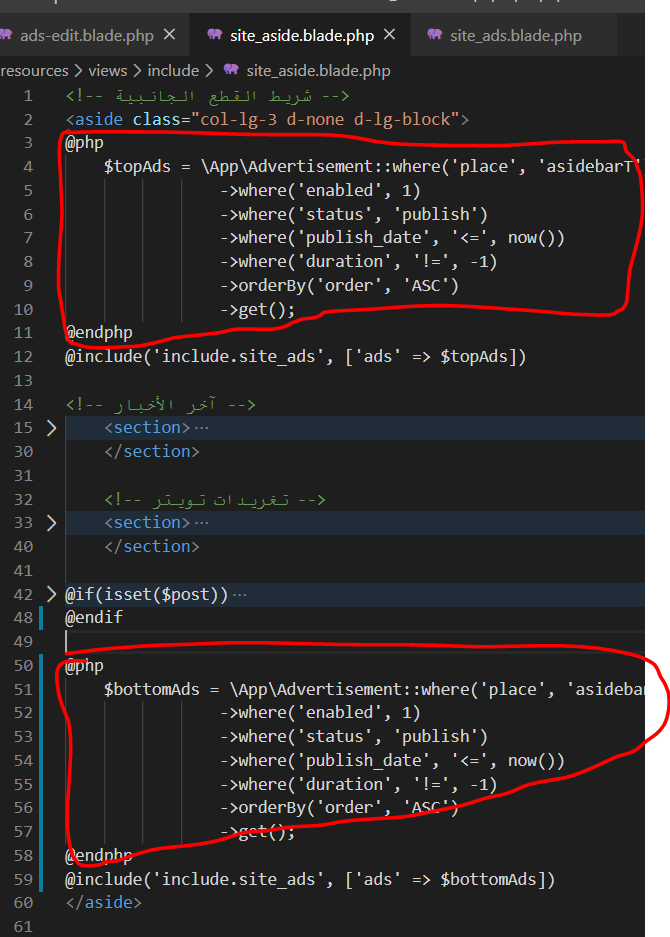 ads-edit.blade.php × site_aside.blade.php × site_ads.blade.php
resources > views > include > site_aside.blade.php
1 <!-- شريط القطع الجانبية -->
2 <aside class="col-lg-3 d-none d-lg-block">
3 @php
4 $topAds = \App\Advertisement::where('place', 'asidebarT'
5 ->where('enabled', 1)
6 ->where('status', 'publish')
7 ->where('publish_date', '<=', now())
8 ->where('duration', '!=', -1)
9 ->orderBy('order', 'ASC')
10 ->get();
11 @endphp
12 @include('include.site_ads', ['ads' => $topAds])
13
14 <!-- آخر الأخبار -->
15 <section>···
30 </section>
31
32 <!-- تغريدات تويتر -->
33 <section>···
40 </section>
41
42 @if(isset($post))···
48 @endif
49
50 @php
51 $bottomAds = \App\Advertisement::where('place', 'asidebar
52 ->where('enabled', 1)
53 ->where('status', 'publish')
54 ->where('publish_date', '<=', now())
55 ->where('duration', '!=', -1)
56 ->orderBy('order', 'ASC')
57 ->get();
58 @endphp
59 @include('include.site_ads', ['ads' => $bottomAds])
60 </aside>
61